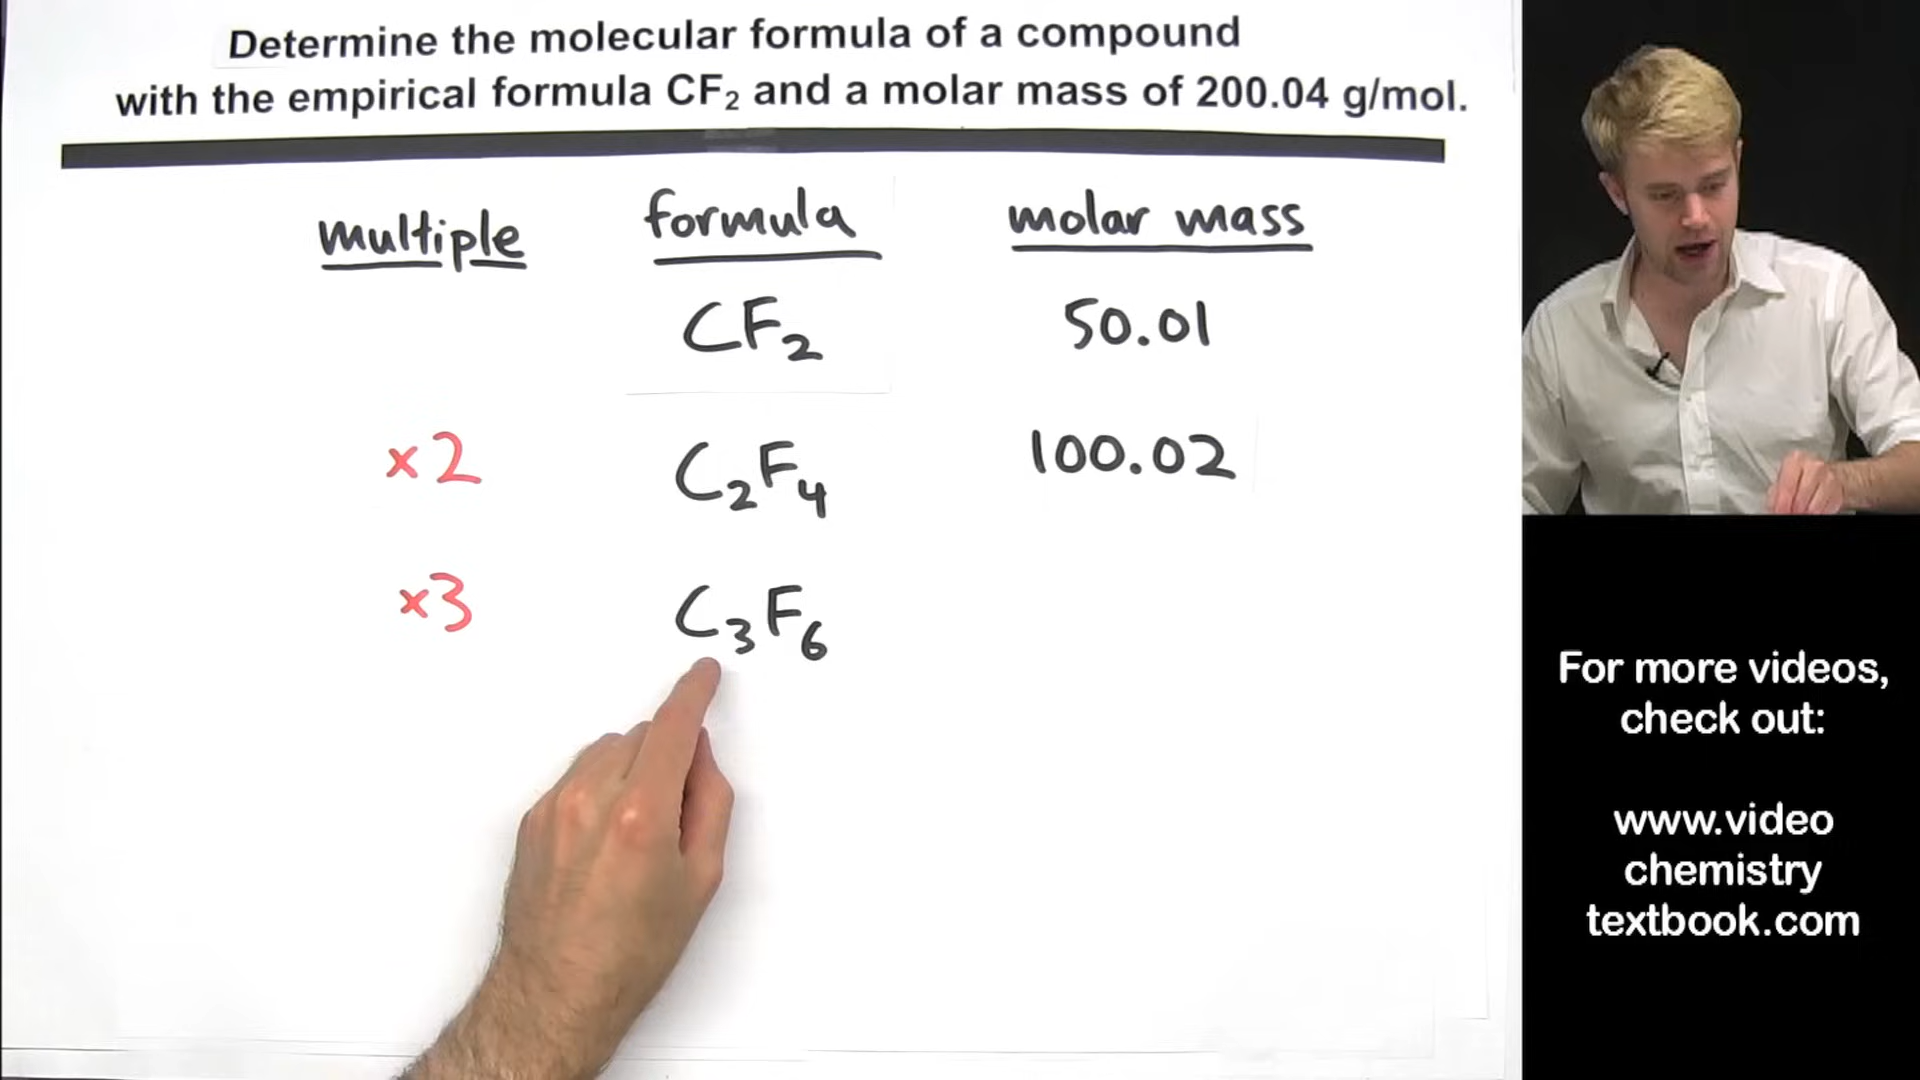 Determine the molecular formula of a compound
with the empirical formula CF₂ and a molar mass of 200.04 g/mol.
multiple formula molar mass
CF₂ 50.01
×2 C₂F₄ 100.02
×3 C₃F₆
For more videos,
check out:
www.video
chemistry
textbook.com